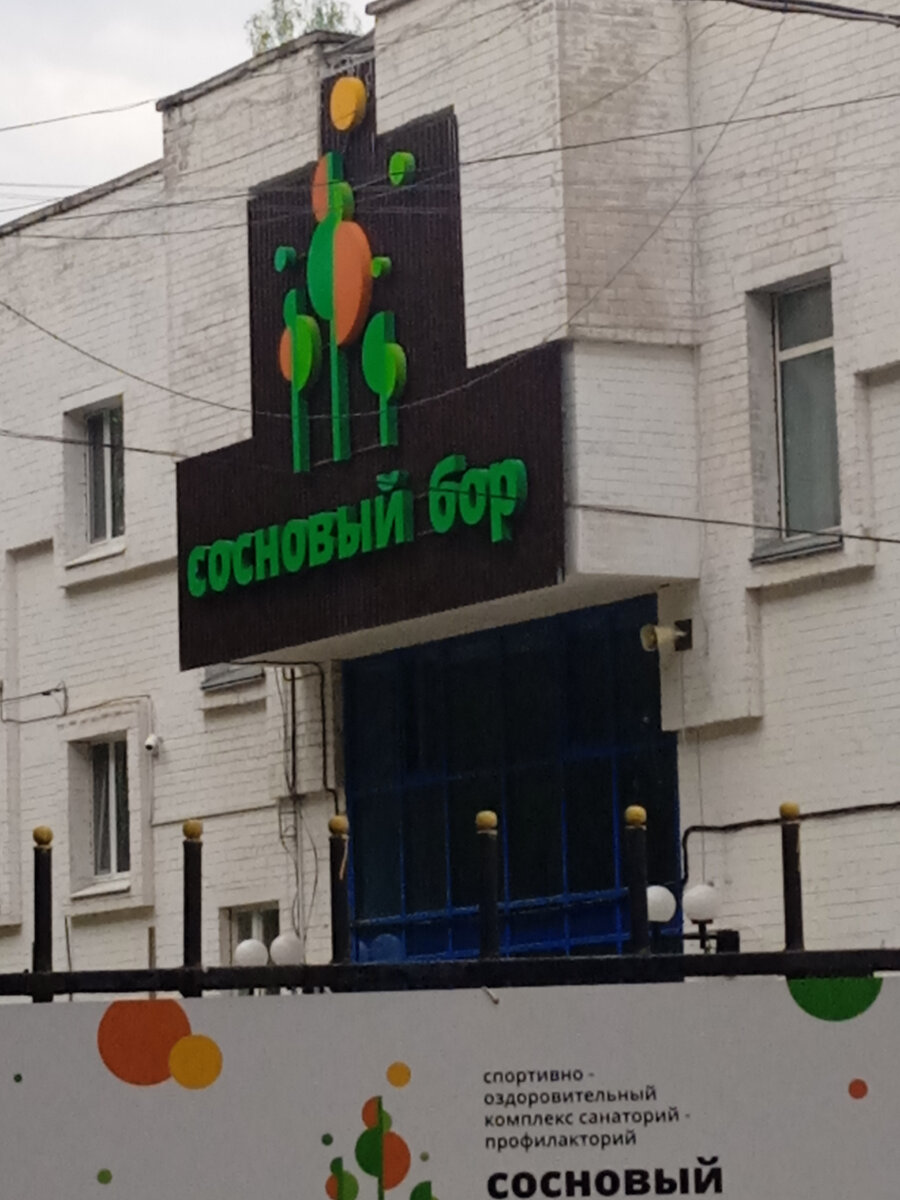 сосновый бор
спортивно -
оздоровительный
комплекс санаторий -
профилакторий
сосновый